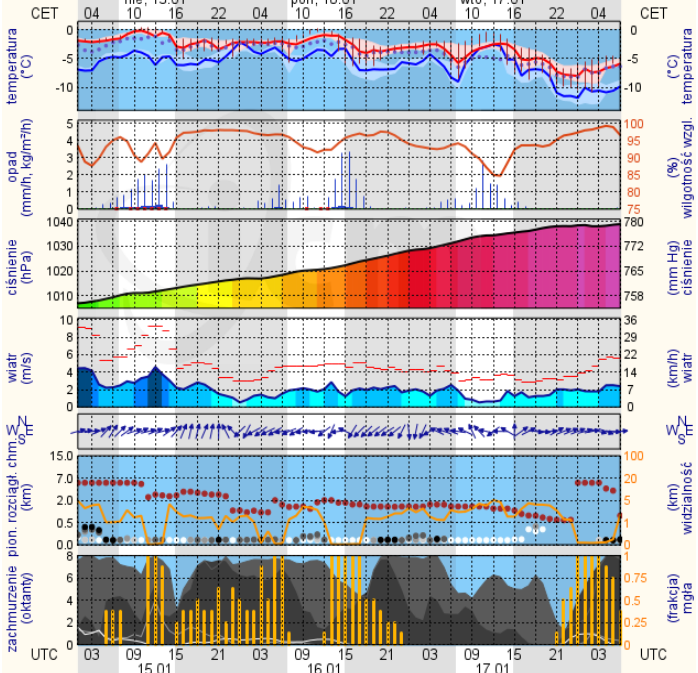 nie, 15.01 pon, 16.01 wto, 17.01
CET 04 10 16 22 04 10 16 22 04 10 16 22 04 CET
temperatura (°C)
0
-5
-10
0
-5
-10
temperatura (°C)
opad (mm/h, kg/m²/h)
5
4
3
2
1
0
100
95
90
85
80
75
(%) wilgotność wzgl.
ciśnienie (hPa)
1040
1030
1020
1010
780
772
765
758
(mm Hg) ciśnienie
wiatr (m/s)
10
8
6
4
2
0
36
29
22
14
7
0
(km/h) wiatr
N
W E
S
N
W E
S
pion. rozciągł. chm. (km)
15.0
7.0
2.0
0.5
0.0
100
20
5
1
0
(km) widzialność
zachmurzenie (oktanty)
8
6
4
2
0
1
0.75
0.5
0.25
0
(frakcja) mgła
UTC 03 09 15 21 03 09 15 21 03 09 15 21 03 UTC
15.01 16.01 17.01